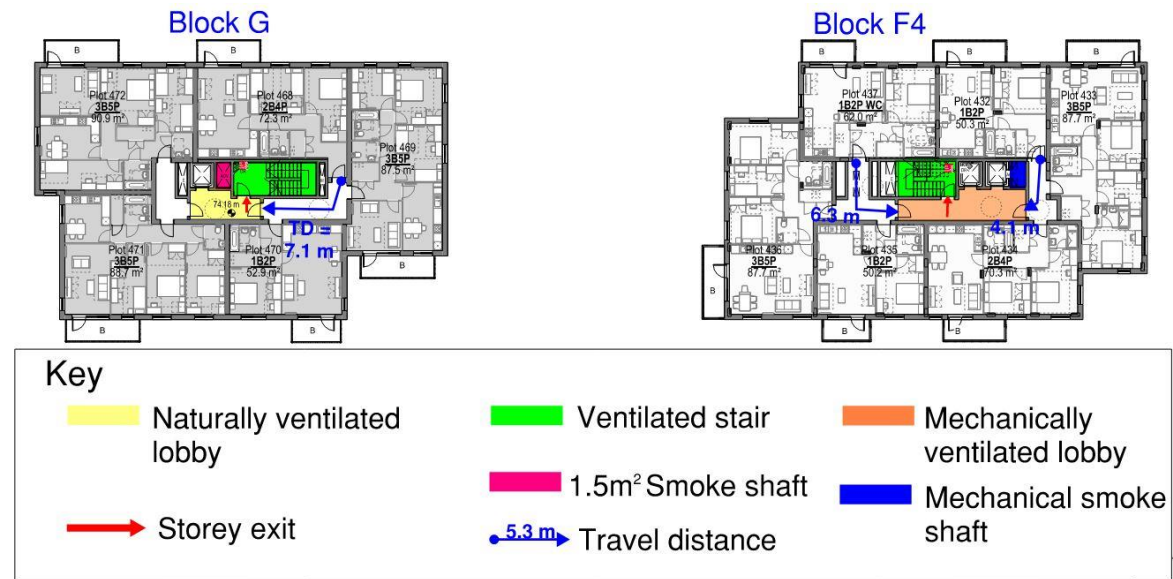 Block G
Block F4
B
B
B
B
B
Plot 472
3B5P
90.9 m²
Plot 468
2B4P
72.3 m²
Plot 469
3B5P
87.5 m²
74.18 m
TD =
7.1 m
Plot 471
3B5P
88.7 m²
Plot 470
1B2P
52.9 m²
B
B
B
Plot 437
1B2P WC
62.0 m²
Plot 432
1B2P
50.3 m²
Plot 433
3B5P
87.7 m²
6.3 m
4.1 m
Plot 436
3B5P
87.7 m²
Plot 435
1B2P
50.2 m²
Plot 434
2B4P
70.3 m²
B
B
B
B
Key
Naturally ventilated
lobby
Ventilated stair
Mechanically
ventilated lobby
1.5m² Smoke shaft
Mechanical smoke
shaft
Storey exit
5.3 m
Travel distance